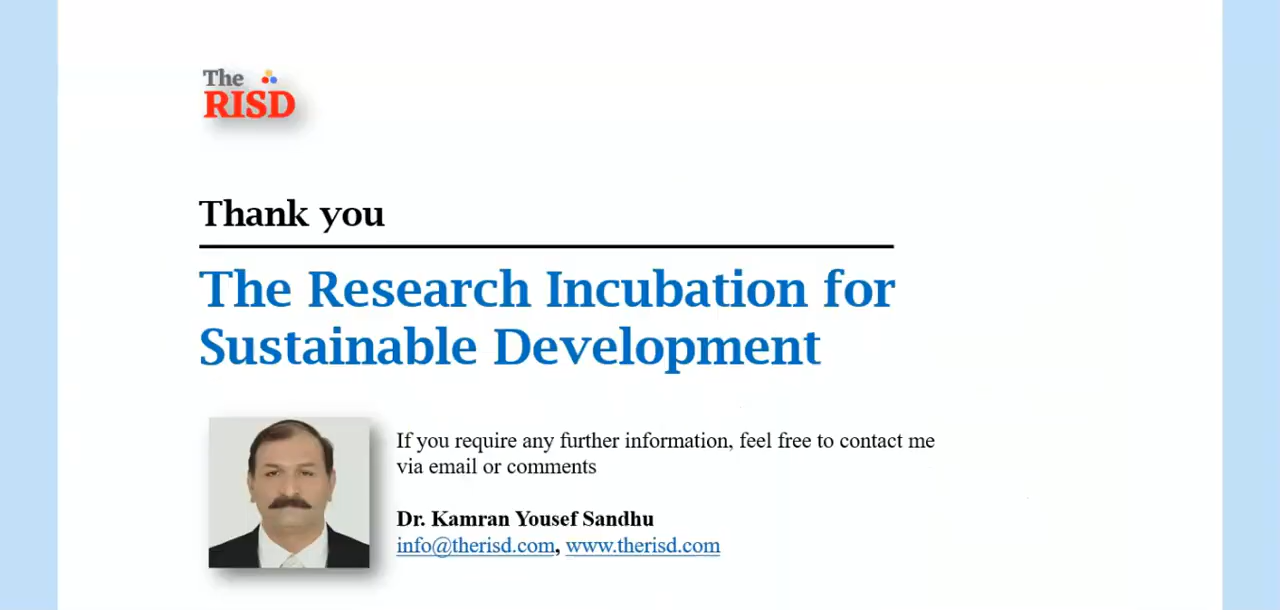 The
RISD
Thank you
The Research Incubation for
Sustainable Development
If you require any further information, feel free to contact me
via email or comments
Dr. Kamran Yousef Sandhu
info@therisd.com, www.therisd.com